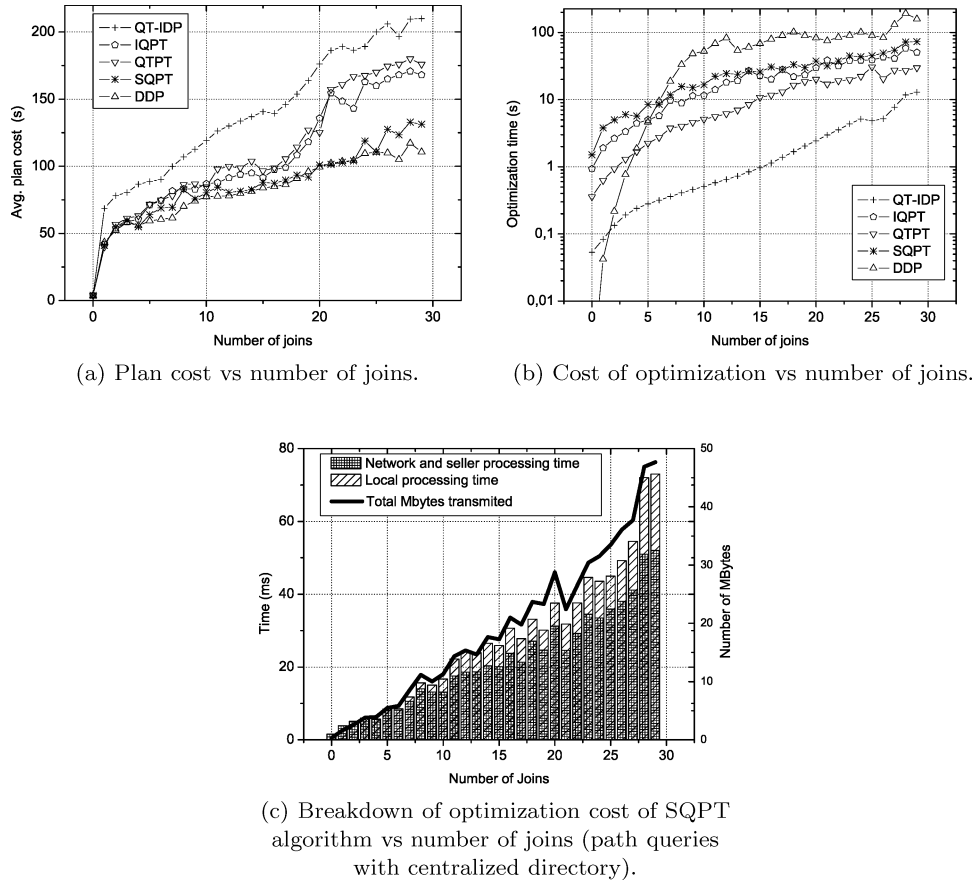 200
150
100
50
0
Avg. plan cost (s)
QT-IDP
IQPT
QTPT
SQPT
DDP
0
10
20
30
Number of joins
(a) Plan cost vs number of joins.
100
10
1
0,1
0,01
Optimization time (s)
QT-IDP
IQPT
QTPT
SQPT
DDP
0
5
10
15
20
25
30
Number of joins
(b) Cost of optimization vs number of joins.
80
60
40
20
0
Time (ms)
Network and seller processing time
Local processing time
Total Mbytes transmited
50
40
30
20
10
0
Number of MBytes
0
5
10
15
20
25
30
Number of Joins
(c) Breakdown of optimization cost of SQPT
algorithm vs number of joins (path queries
with centralized directory).